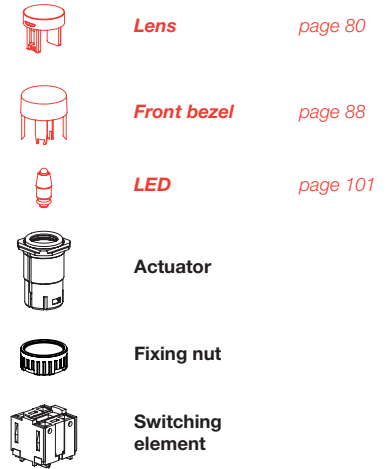 Lens page 80
Front bezel page 88
LED page 101
Actuator
Fixing nut
Switching
element